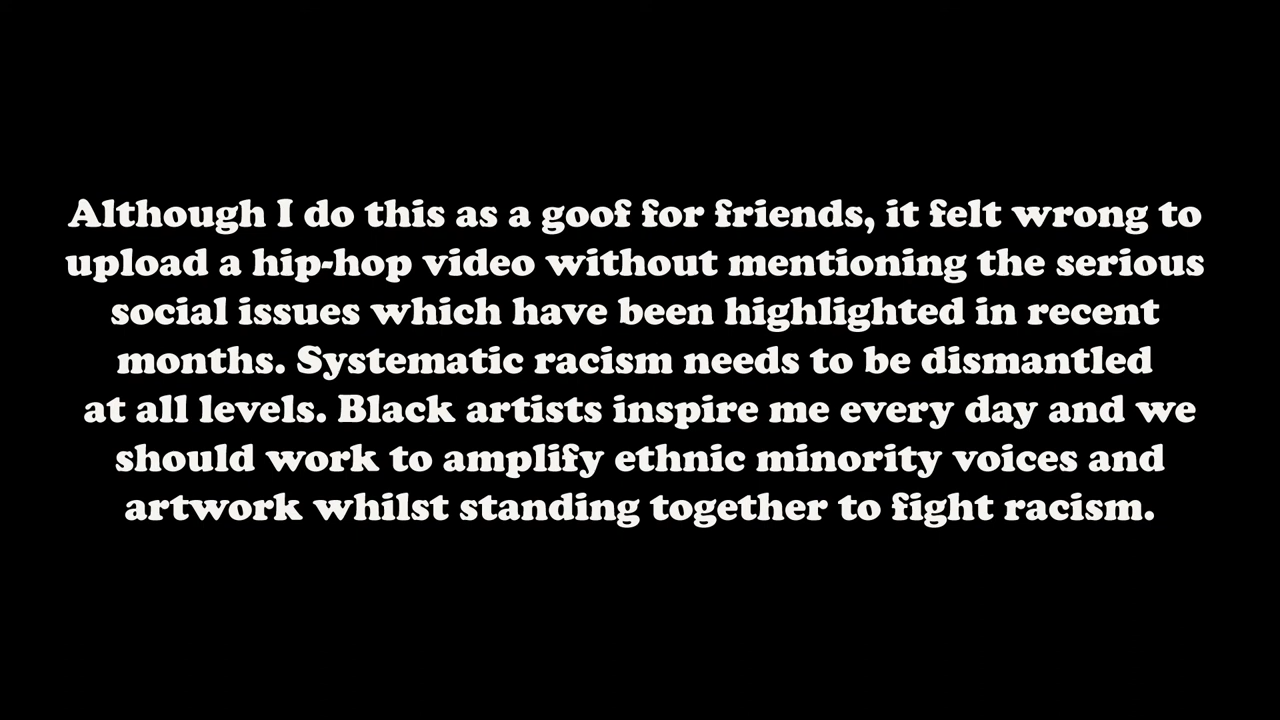 Although I do this as a goof for friends, it felt wrong to
upload a hip-hop video without mentioning the serious
social issues which have been highlighted in recent
months. Systematic racism needs to be dismantled
at all levels. Black artists inspire me every day and we
should work to amplify ethnic minority voices and
artwork whilst standing together to fight racism.